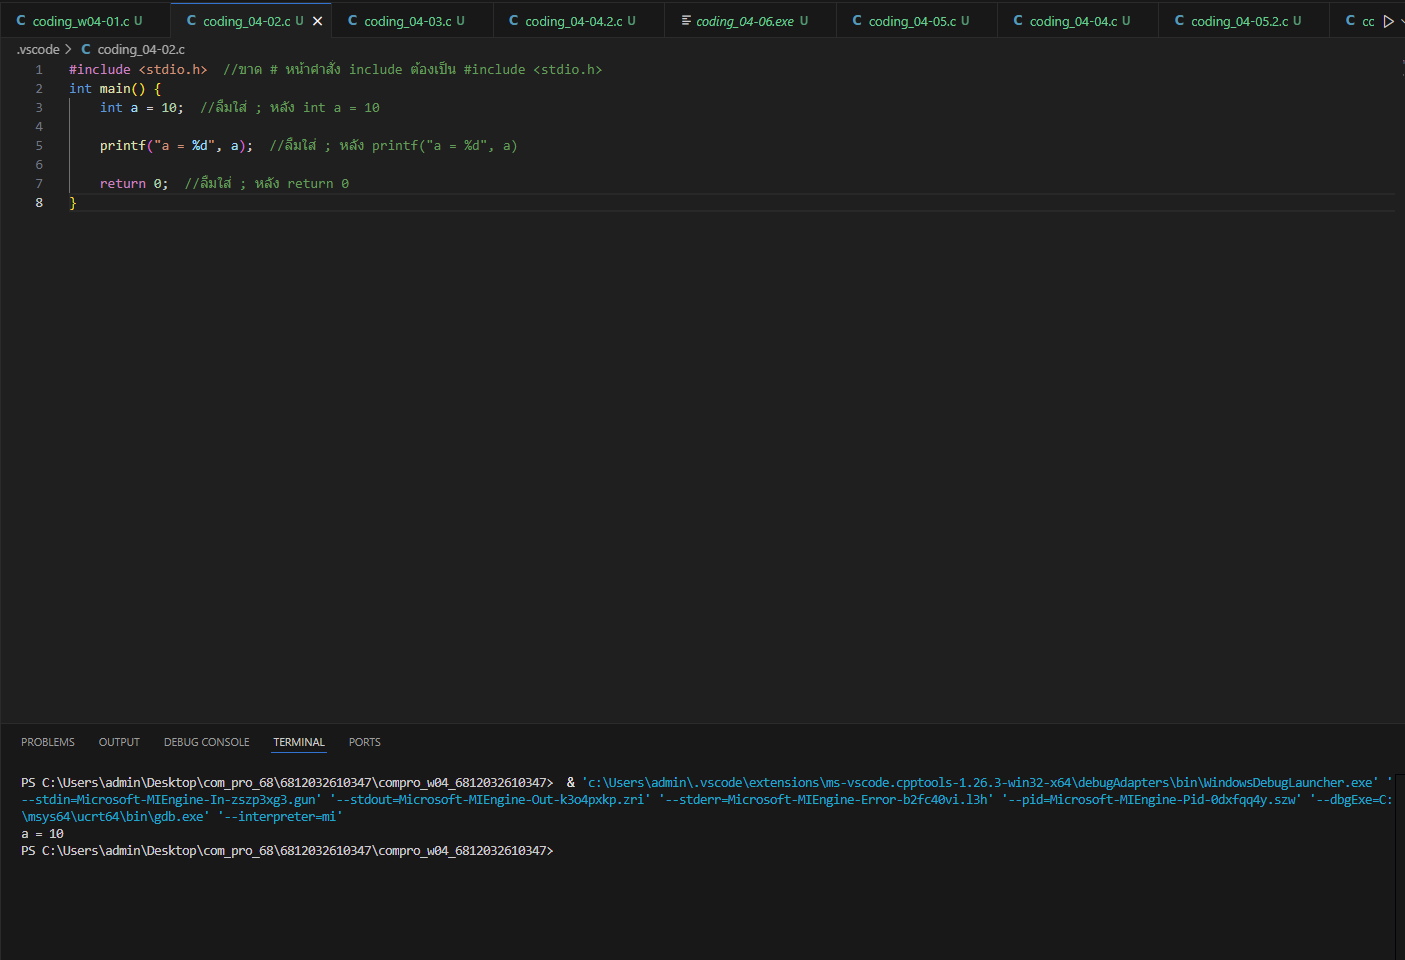 coding_w04-01.c U coding_04-02.c U coding_04-03.c U coding_04-04.2.c U coding_04-06.exe U coding_04-05.c U coding_04-04.c U coding_04-05.2.c U cc
.vscode > C coding_04-02.c
1 #include <stdio.h> //ขาด # หน้าคำสั่ง include ต้องเป็น #include <stdio.h>
2 int main() {
3 int a = 10; //ลืมใส่ ; หลัง int a = 10
4
5 printf("a = %d", a); //ลืมใส่ ; หลัง printf("a = %d", a)
6
7 return 0; //ลืมใส่ ; หลัง return 0
8 }
PROBLEMS OUTPUT DEBUG CONSOLE TERMINAL PORTS
PS C:\Users\admin\Desktop\com_pro_68\6812032610347\compro_w04_6812032610347> & 'c:\Users\admin\.vscode\extensions\ms-vscode.cpptools-1.26.3-win32-x64\debugAdapters\bin\WindowsDebugLauncher.exe' '
--stdin=Microsoft-MIEngine-In-zszp3xg3.gun' '--stdout=Microsoft-MIEngine-Out-k3o4pxkp.zri' '--stderr=Microsoft-MIEngine-Error-b2fc40vi.l3h' '--pid=Microsoft-MIEngine-Pid-0dxfqq4y.szw' '--dbgExe=C:
\msys64\ucrt64\bin\gdb.exe' '--interpreter=mi'
a = 10
PS C:\Users\admin\Desktop\com_pro_68\6812032610347\compro_w04_6812032610347>